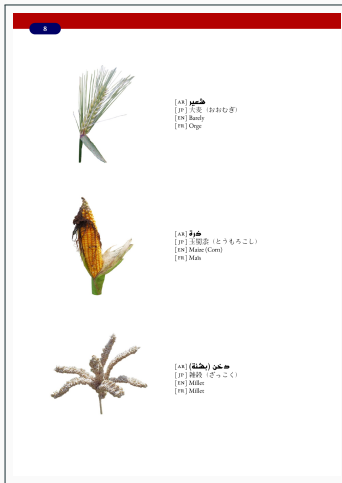 8
[AR] شعير
[JP] 大麦（おおむぎ）
[EN] Barely
[FR] Orge
[AR] ذرة
[JP] 玉蜀黍（とうもろこし）
[EN] Maize (Corn)
[FR] Maïs
[AR] دخن (بشنة)
[JP] 雑穀（ざっこく）
[EN] Millet
[FR] Millet